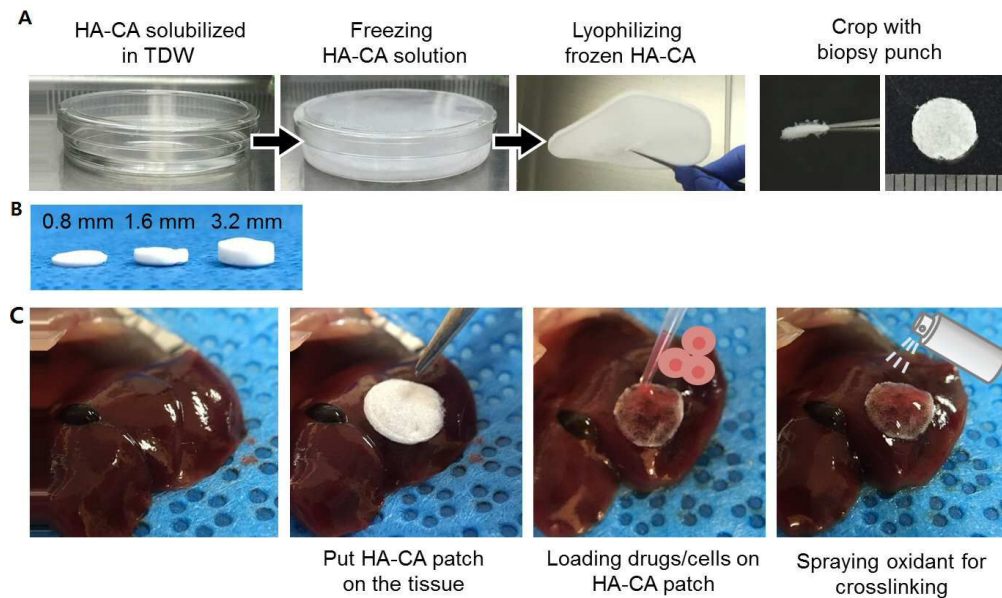 A
HA-CA solubilized
in TDW
Freezing
HA-CA solution
Lyophilizing
frozen HA-CA
Crop with
biopsy punch
B
0.8 mm
1.6 mm
3.2 mm
C
Put HA-CA patch
on the tissue
Loading drugs/cells on
HA-CA patch
Spraying oxidant for
crosslinking